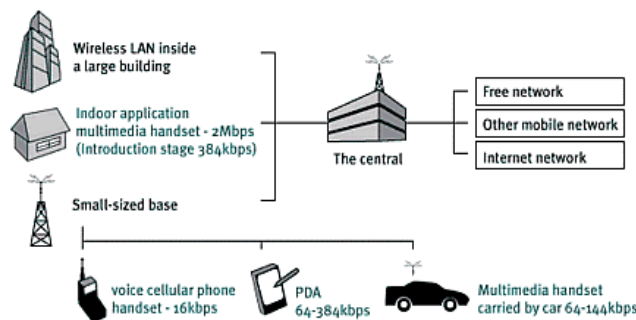 Wireless LAN inside
a large building
Indoor application
multimedia handset - 2Mbps
(Introduction stage 384kbps)
Small-sized base
The central
Free network
Other mobile network
Internet network
voice cellular phone
handset - 16kbps
PDA
64-384kbps
Multimedia handset
carried by car 64-144kbps